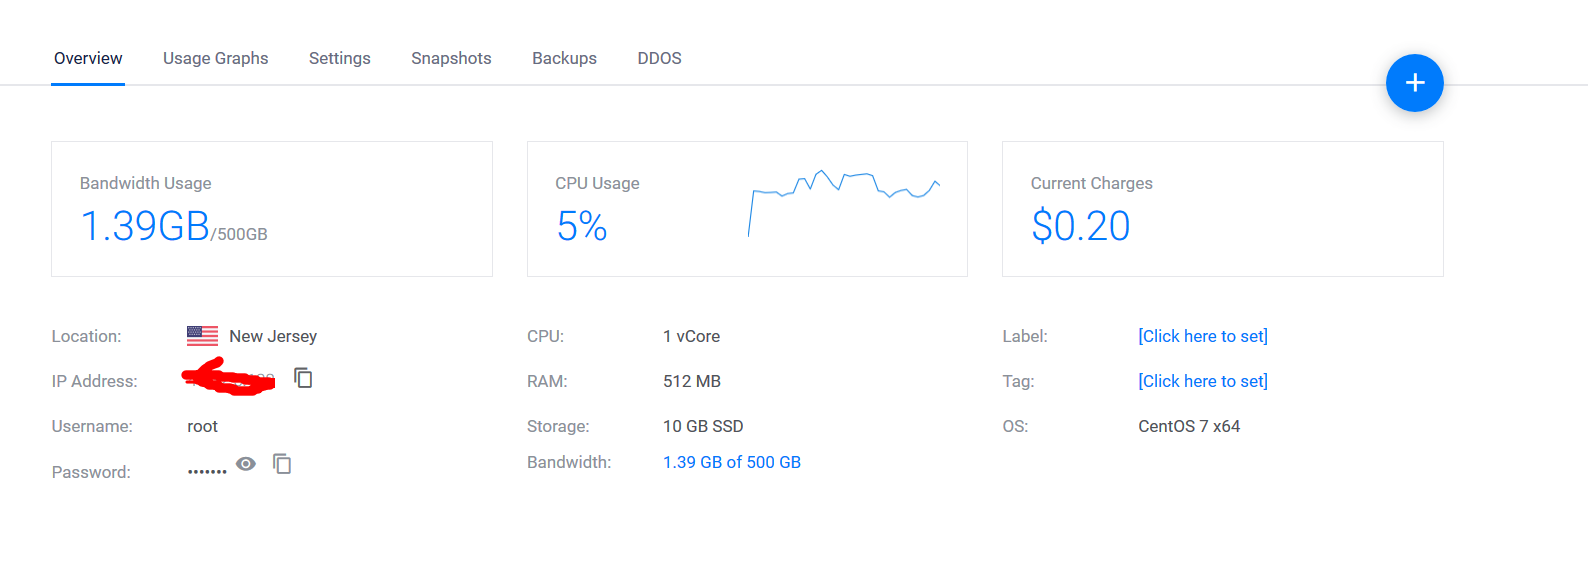 Overview Usage Graphs Settings Snapshots Backups DDOS
+
Bandwidth Usage
1.39GB/500GB
CPU Usage
5%
Current Charges
$0.20
Location: New Jersey
IP Address:
Username: root
Password: •••••••
CPU: 1 vCore
RAM: 512 MB
Storage: 10 GB SSD
Bandwidth: 1.39 GB of 500 GB
Label: [Click here to set]
Tag: [Click here to set]
OS: CentOS 7 x64